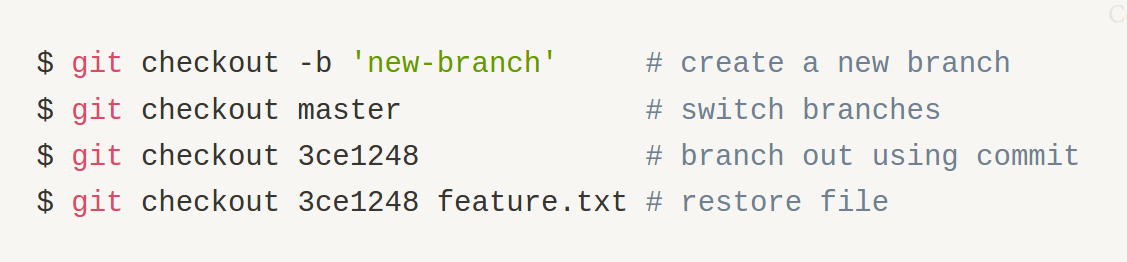 $ git checkout -b 'new-branch'     # create a new branch
$ git checkout master              # switch branches
$ git checkout 3ce1248             # branch out using commit
$ git checkout 3ce1248 feature.txt # restore file